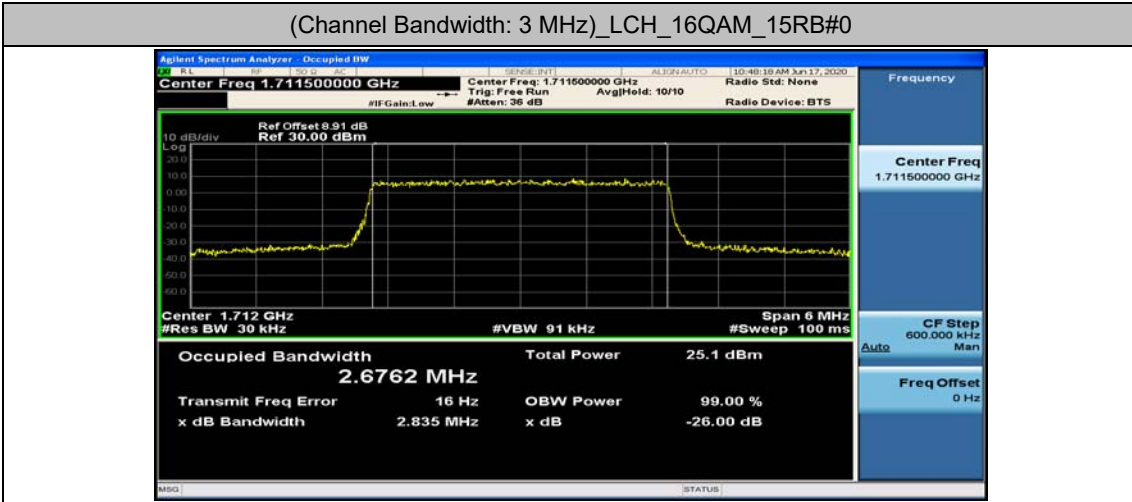 (Channel Bandwidth: 3 MHz)_LCH_16QAM_15RB#0
Agilent Spectrum Analyzer - Occupied BW
RL RF 50 Ω AC SENSE:INT ALIGNAUTO 10:48:18 AM Jun 17, 2020
Center Freq 1.711500000 GHz Center Freq: 1.711500000 GHz Radio Std: None Frequency
Trig: Free Run Avg|Hold: 10/10
#IFGain:Low #Atten: 36 dB Radio Device: BTS
Ref Offset 8.91 dB
10 dB/div Ref 30.00 dBm
Log
20.0
10.0
0.00
-10.0
-20.0
-30.0
-40.0
-50.0
-60.0
Center Freq
1.711500000 GHz
Center 1.712 GHz Span 6 MHz
#Res BW 30 kHz #VBW 91 kHz #Sweep 100 ms
CF Step
600.000 kHz
Auto Man
Occupied Bandwidth Total Power 25.1 dBm
2.6762 MHz
Transmit Freq Error 16 Hz OBW Power 99.00 %
x dB Bandwidth 2.835 MHz x dB -26.00 dB
Freq Offset
0 Hz
MSG STATUS